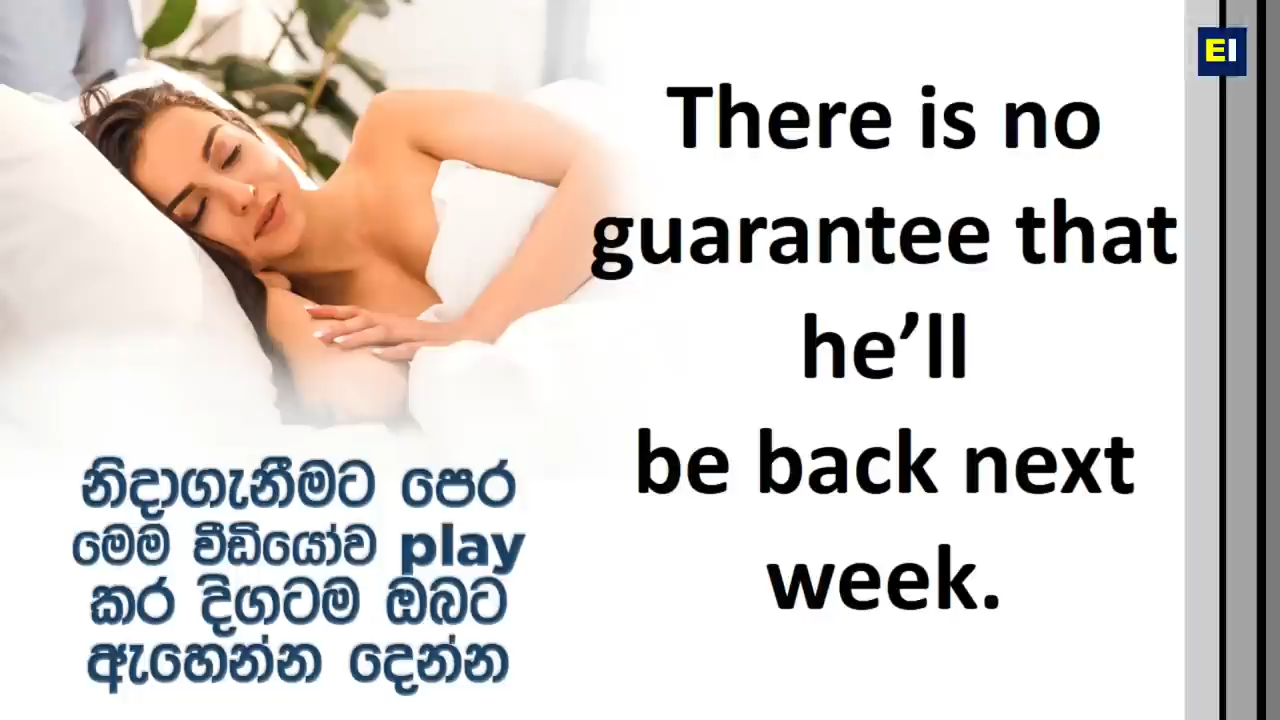 EI
There is no
guarantee that
he’ll
be back next
week.
නිදාගැනීමට පෙර
මෙම වීඩියෝව play
කර දිගටම ඔබට
ඇහෙන්න දෙන්න